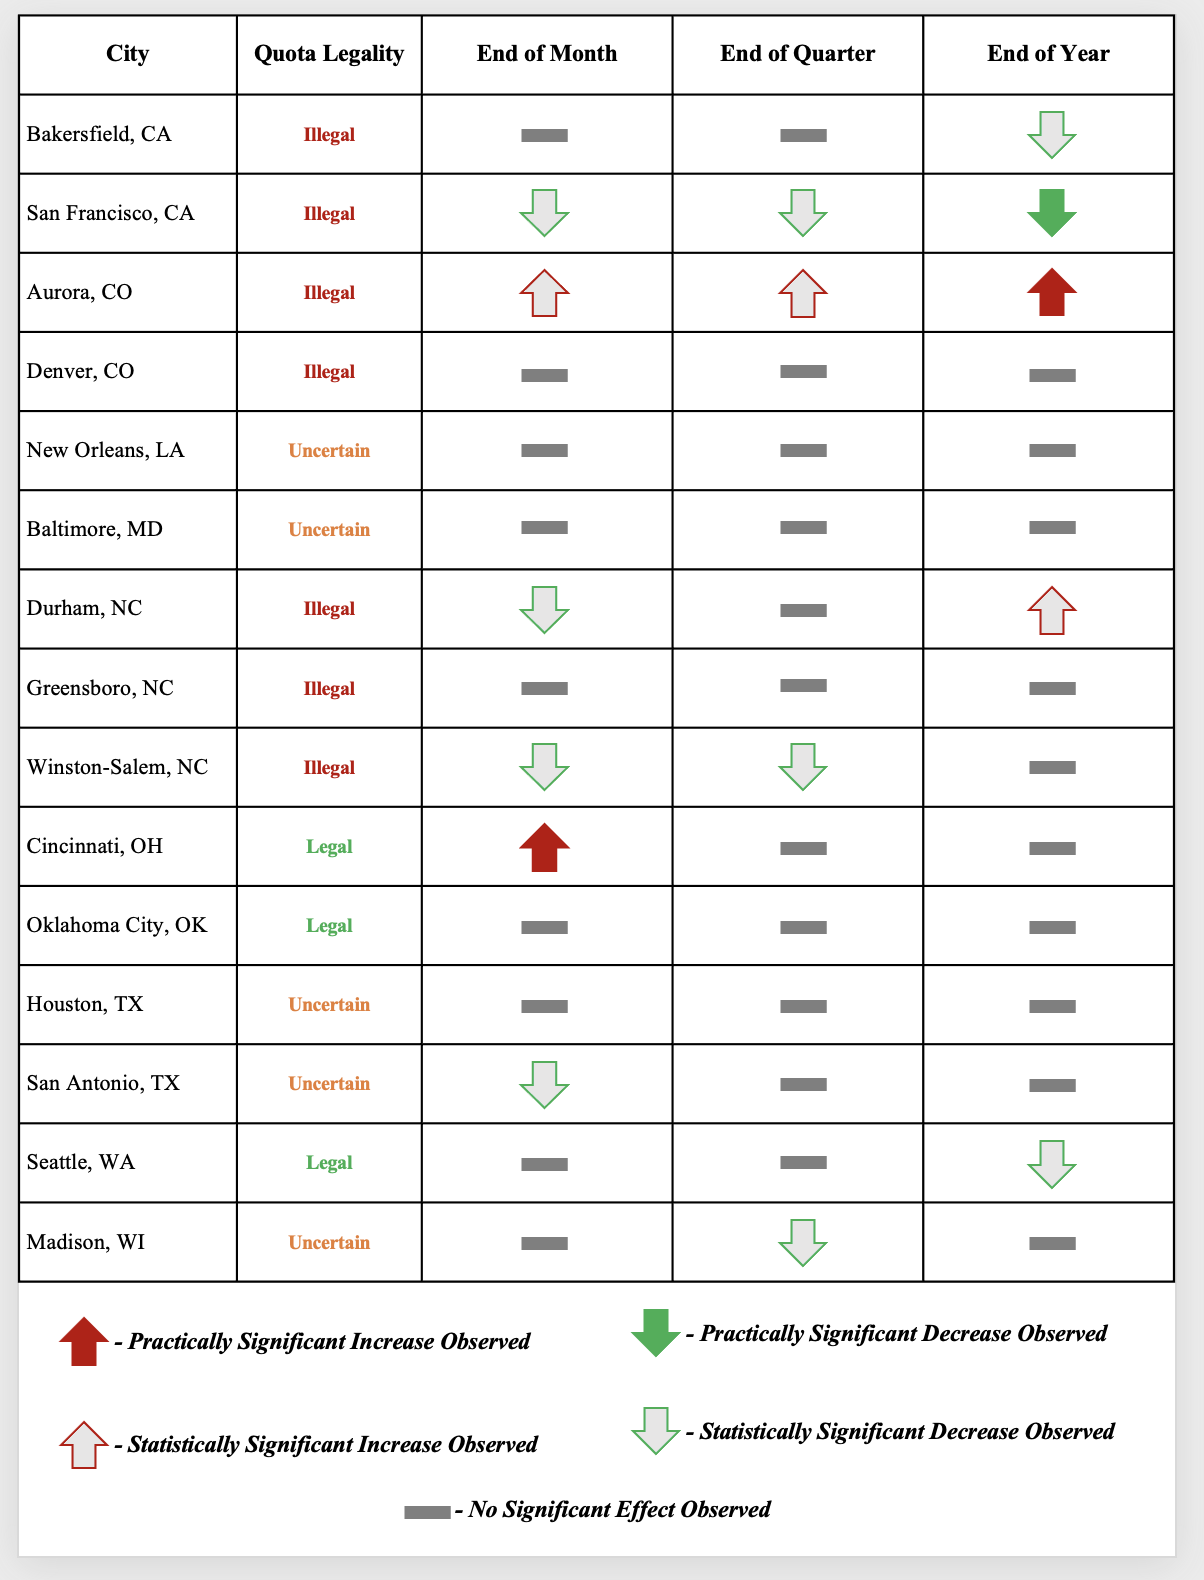 City Quota Legality End of Month End of Quarter End of Year
Bakersfield, CA Illegal
San Francisco, CA Illegal
Aurora, CO Illegal
Denver, CO Illegal
New Orleans, LA Uncertain
Baltimore, MD Uncertain
Durham, NC Illegal
Greensboro, NC Illegal
Winston-Salem, NC Illegal
Cincinnati, OH Legal
Oklahoma City, OK Legal
Houston, TX Uncertain
San Antonio, TX Uncertain
Seattle, WA Legal
Madison, WI Uncertain
- Practically Significant Increase Observed - Practically Significant Decrease Observed
- Statistically Significant Increase Observed - Statistically Significant Decrease Observed
- No Significant Effect Observed